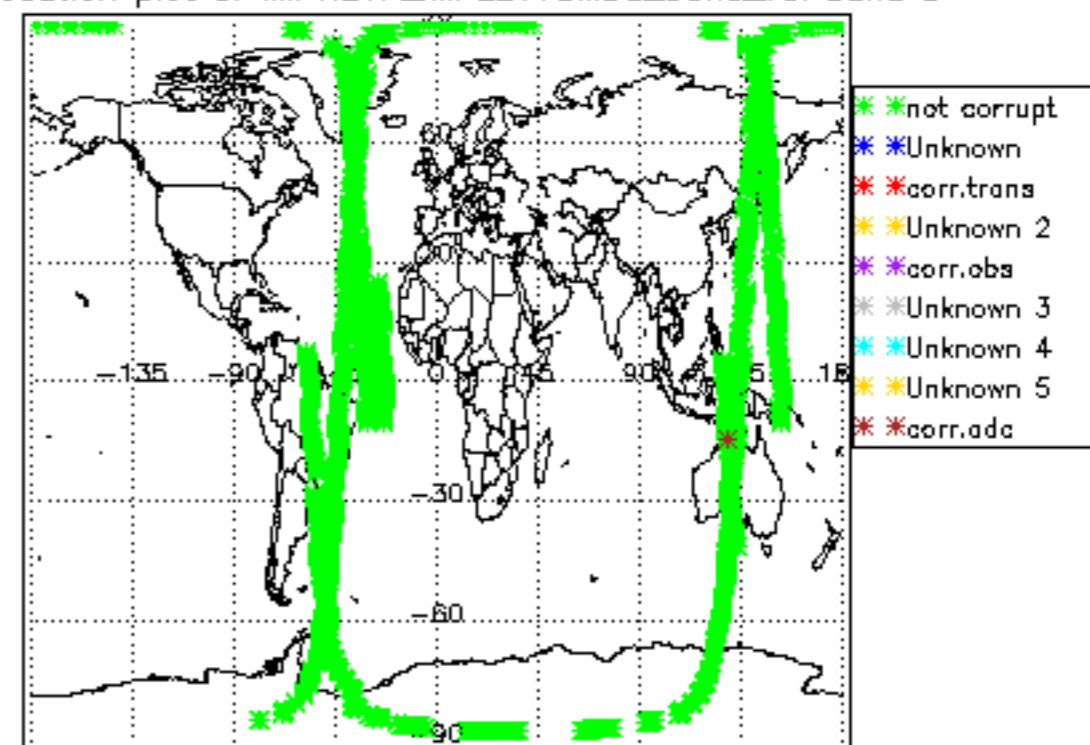 not corrupt
Unknown
corr.trans
Unknown 2
corr.obs
Unknown 3
Unknown 4
Unknown 5
corr.adc
60
-135
-90
0
45
90
-30
-60
-90